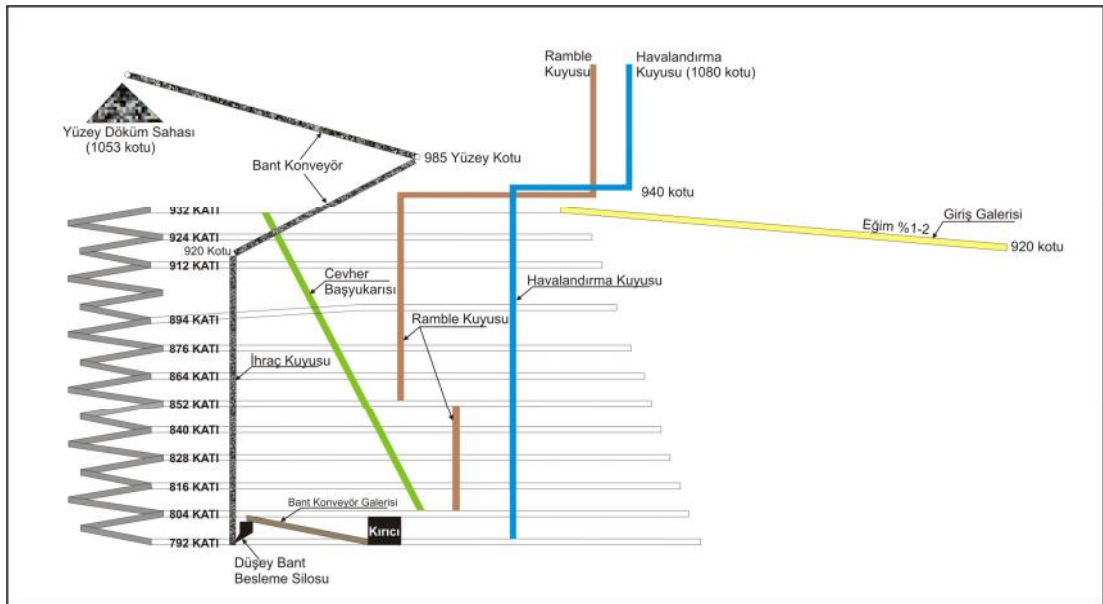 Ramble
Kuyusu
Havalandırma
Kuyusu (1080 kotu)
Yüzey Döküm Sahası
(1053 kotu)
Bant Konveyör
985 Yüzey Kotu
940 kotu
932 KATI
Giriş Galerisi
Eğim %1-2
924 KATI
920 Kotu
920 kotu
912 KATI
Cevher
Başyukarısı
Havalandırma Kuyusu
894 KATI
Ramble Kuyusu
876 KATI
İhraç Kuyusu
864 KATI
852 KATI
840 KATI
828 KATI
816 KATI
Bant Konveyör Galerisi
804 KATI
Kırıcı
792 KATI
Düşey Bant
Besleme Silosu